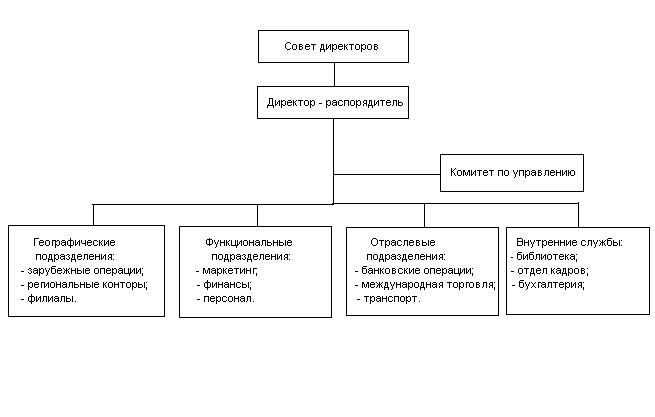 Совет директоров
Директор - распорядитель
Комитет по управлению
Географические
подразделения:
- зарубежные операции;
- региональные конторы;
- филиалы.
Функциональные
подразделения:
- маркетинг;
- финансы;
- персонал.
Отраслевые
подразделения:
- банковские операции;
- международная торговля;
- транспорт.
Внутренние службы:
- библиотека;
- отдел кадров;
- бухгалтерия;